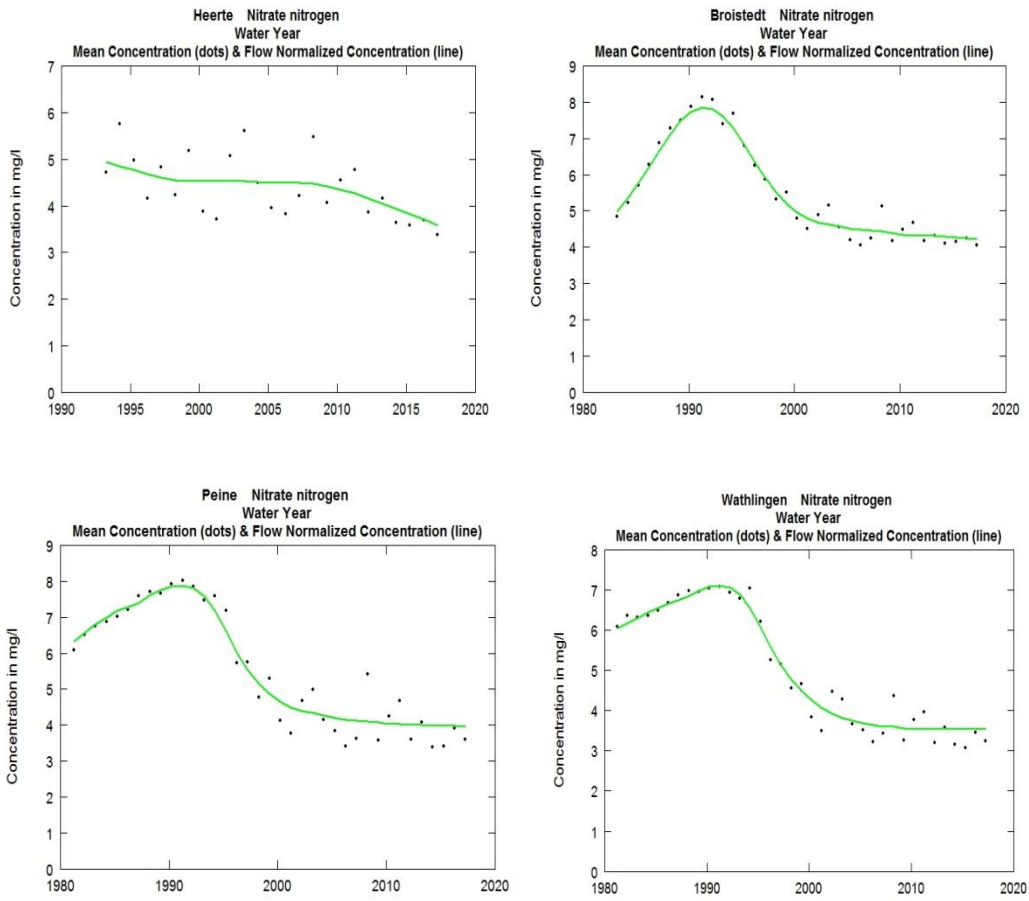 Heerte Nitrate nitrogen
Water Year
Mean Concentration (dots) & Flow Normalized Concentration (line)
7
6
5
4
3
2
1
0
Concentration in mg/l
1990 1995 2000 2005 2010 2015 2020
Broistedt Nitrate nitrogen
Water Year
Mean Concentration (dots) & Flow Normalized Concentration (line)
9
8
7
6
5
4
3
2
1
0
Concentration in mg/l
1980 1990 2000 2010 2020
Peine Nitrate nitrogen
Water Year
Mean Concentration (dots) & Flow Normalized Concentration (line)
9
8
7
6
5
4
3
2
1
0
Concentration in mg/l
1980 1990 2000 2010 2020
Wathlingen Nitrate nitrogen
Water Year
Mean Concentration (dots) & Flow Normalized Concentration (line)
8
7
6
5
4
3
2
1
0
Concentration in mg/l
1980 1990 2000 2010 2020